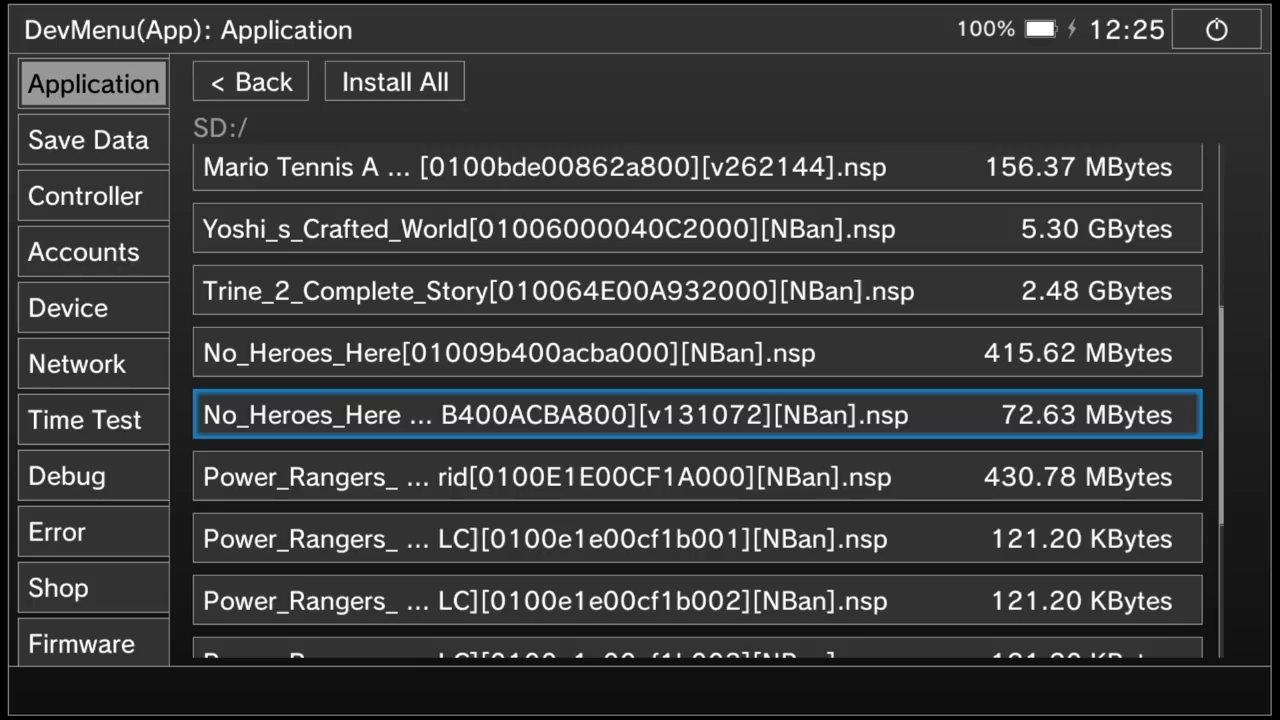 DevMenu(App): Application
100% 12:25
Application
Save Data
Controller
Accounts
Device
Network
Time Test
Debug
Error
Shop
Firmware
< Back Install All
SD:/
Mario Tennis A ... [0100bde00862a800][v262144].nsp 156.37 MBytes
Yoshi_s_Crafted_World[01006000040C2000][NBan].nsp 5.30 GBytes
Trine_2_Complete_Story[010064E00A932000][NBan].nsp 2.48 GBytes
No_Heroes_Here[01009b400acba000][NBan].nsp 415.62 MBytes
No_Heroes_Here ... B400ACBA800][v131072][NBan].nsp 72.63 MBytes
Power_Rangers_ ... rid[0100E1E00CF1A000][NBan].nsp 430.78 MBytes
Power_Rangers_ ... LC][0100e1e00cf1b001][NBan].nsp 121.20 KBytes
Power_Rangers_ ... LC][0100e1e00cf1b002][NBan].nsp 121.20 KBytes